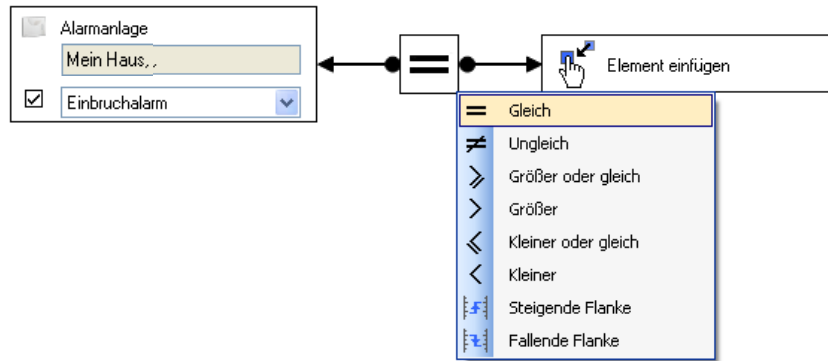 Alarmanlage
Mein Haus, ,
Einbruchalarm
Element einfügen
Gleich
Ungleich
Größer oder gleich
Größer
Kleiner oder gleich
Kleiner
Steigende Flanke
Fallende Flanke